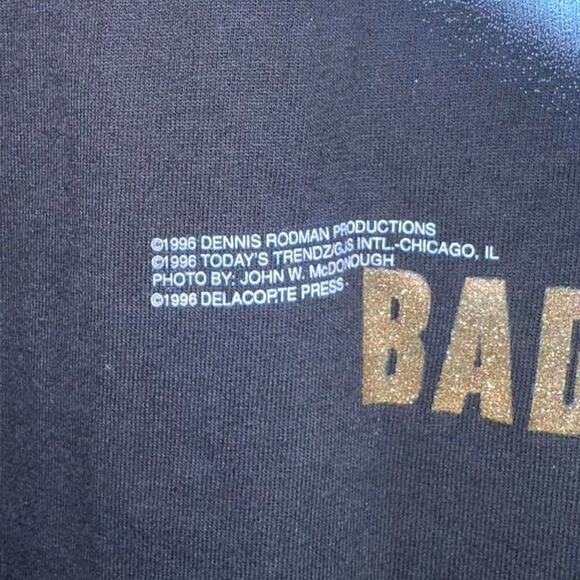 ©1996 DENNIS RODMAN PRODUCTIONS
©1996 TODAY'S TRENDZ/GJS INTL.-CHICAGO, IL
PHOTO BY: JOHN W. McDONOUGH
©1996 DELACORTE PRESS
BAD